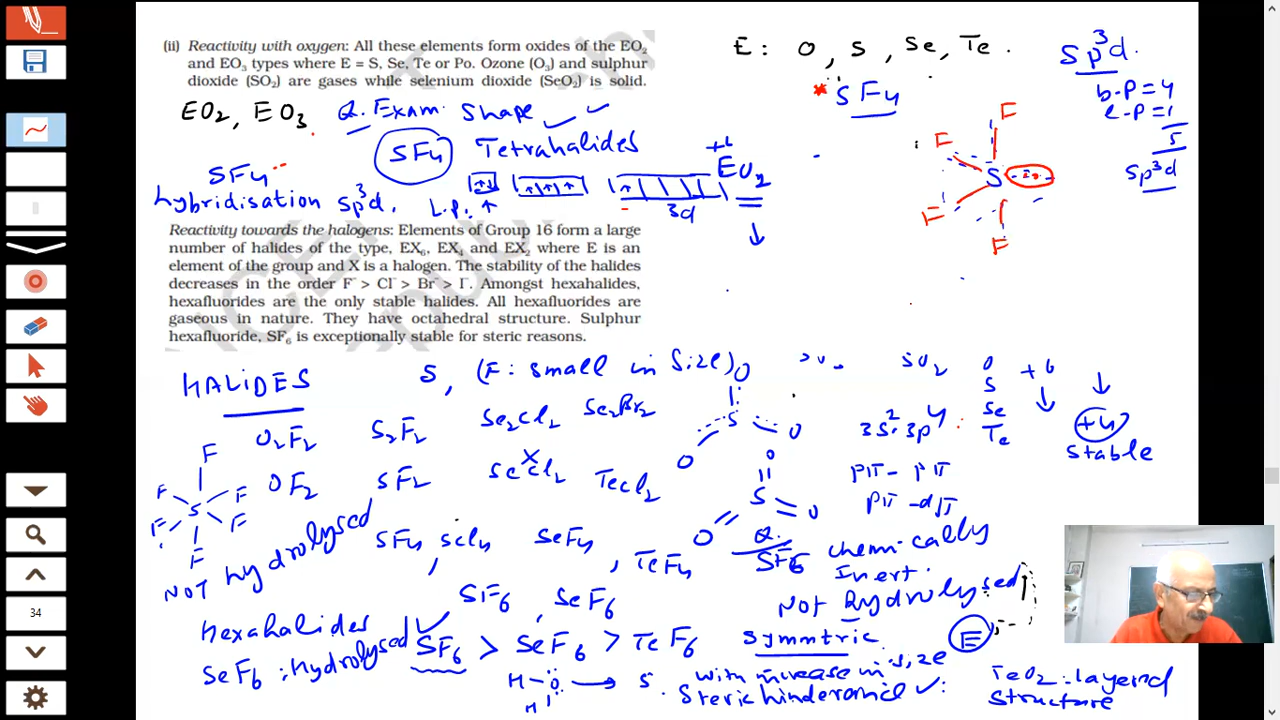 (ii) Reactivity with oxygen: All these elements form oxides of the EO2
and EO3 types where E = S, Se, Te or Po. Ozone (O3) and sulphur
dioxide (SO2) are gases while selenium dioxide (SeO2) is solid.
E: O, S, Se, Te.
sp3d.
b.p = 4
l.p = 1
5
sp3d
* SF4
EO2, EO3. Q. Exam. Shape
SF4 Tetrahalides
+6
EO2
SF4
hybridisation sp3d. L.P. ↑
3d
F
F
S
F
F
Reactivity towards the halogens: Elements of Group 16 form a large
number of halides of the type, EX6, EX4 and EX2 where E is an
element of the group and X is a halogen. The stability of the halides
decreases in the order F- > Cl- > Br- > I-. Amongst hexahalides,
hexafluorides are the only stable halides. All hexafluorides are
gaseous in nature. They have octahedral structure. Sulphur
hexafluoride, SF6 is exceptionally stable for steric reasons.
HALIDES S, (F: small in size)
O
S
O
O
SO2
O
S
Se
Te
+6
+4
stable
3s2 3p4
O2F2 S2F2 Se2Cl2 Se2Br2
OF2 SF2 SeCl2 TeCl2
F
F S F
F F
F
NOT hydrolysed
O
S
O O
pπ-pπ
pπ-dπ
SF4, SCl4 SeF4, TeF4
Q.
SF6 chemically
Inert.
Not Hydrolysed
SF6, SeF6
Hexahalides
SF6 > SeF6 > TeF6
SeF6: Hydrolysed
symmtric
E
H-O → S.
H
with increase in size
Steric hinderance
TeO2: layered
structure
34